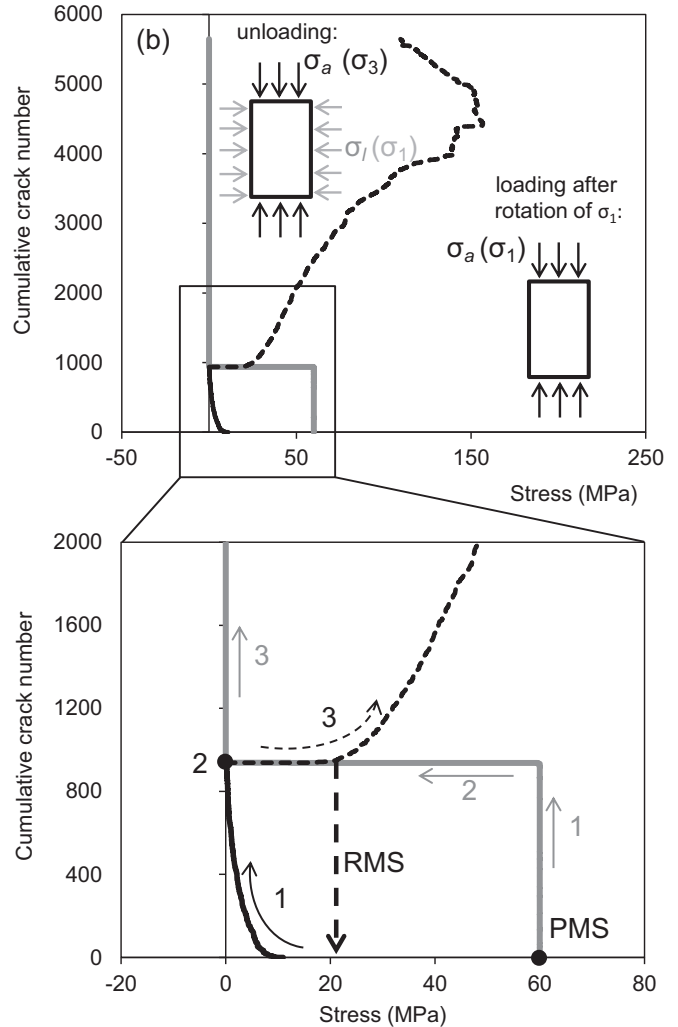 6000
(b)
unloading:
σa (σ3)
5000
4000
σl (σ1)
loading after
rotation of σ1:
3000
σa (σ1)
2000
1000
0
-50
50
150
250
Stress (MPa)
Cumulative crack number
2000
1600
3
1200
3
2
800
2
1
RMS
400
1
PMS
0
-20
0
20
40
60
80
Stress (MPa)
Cumulative crack number